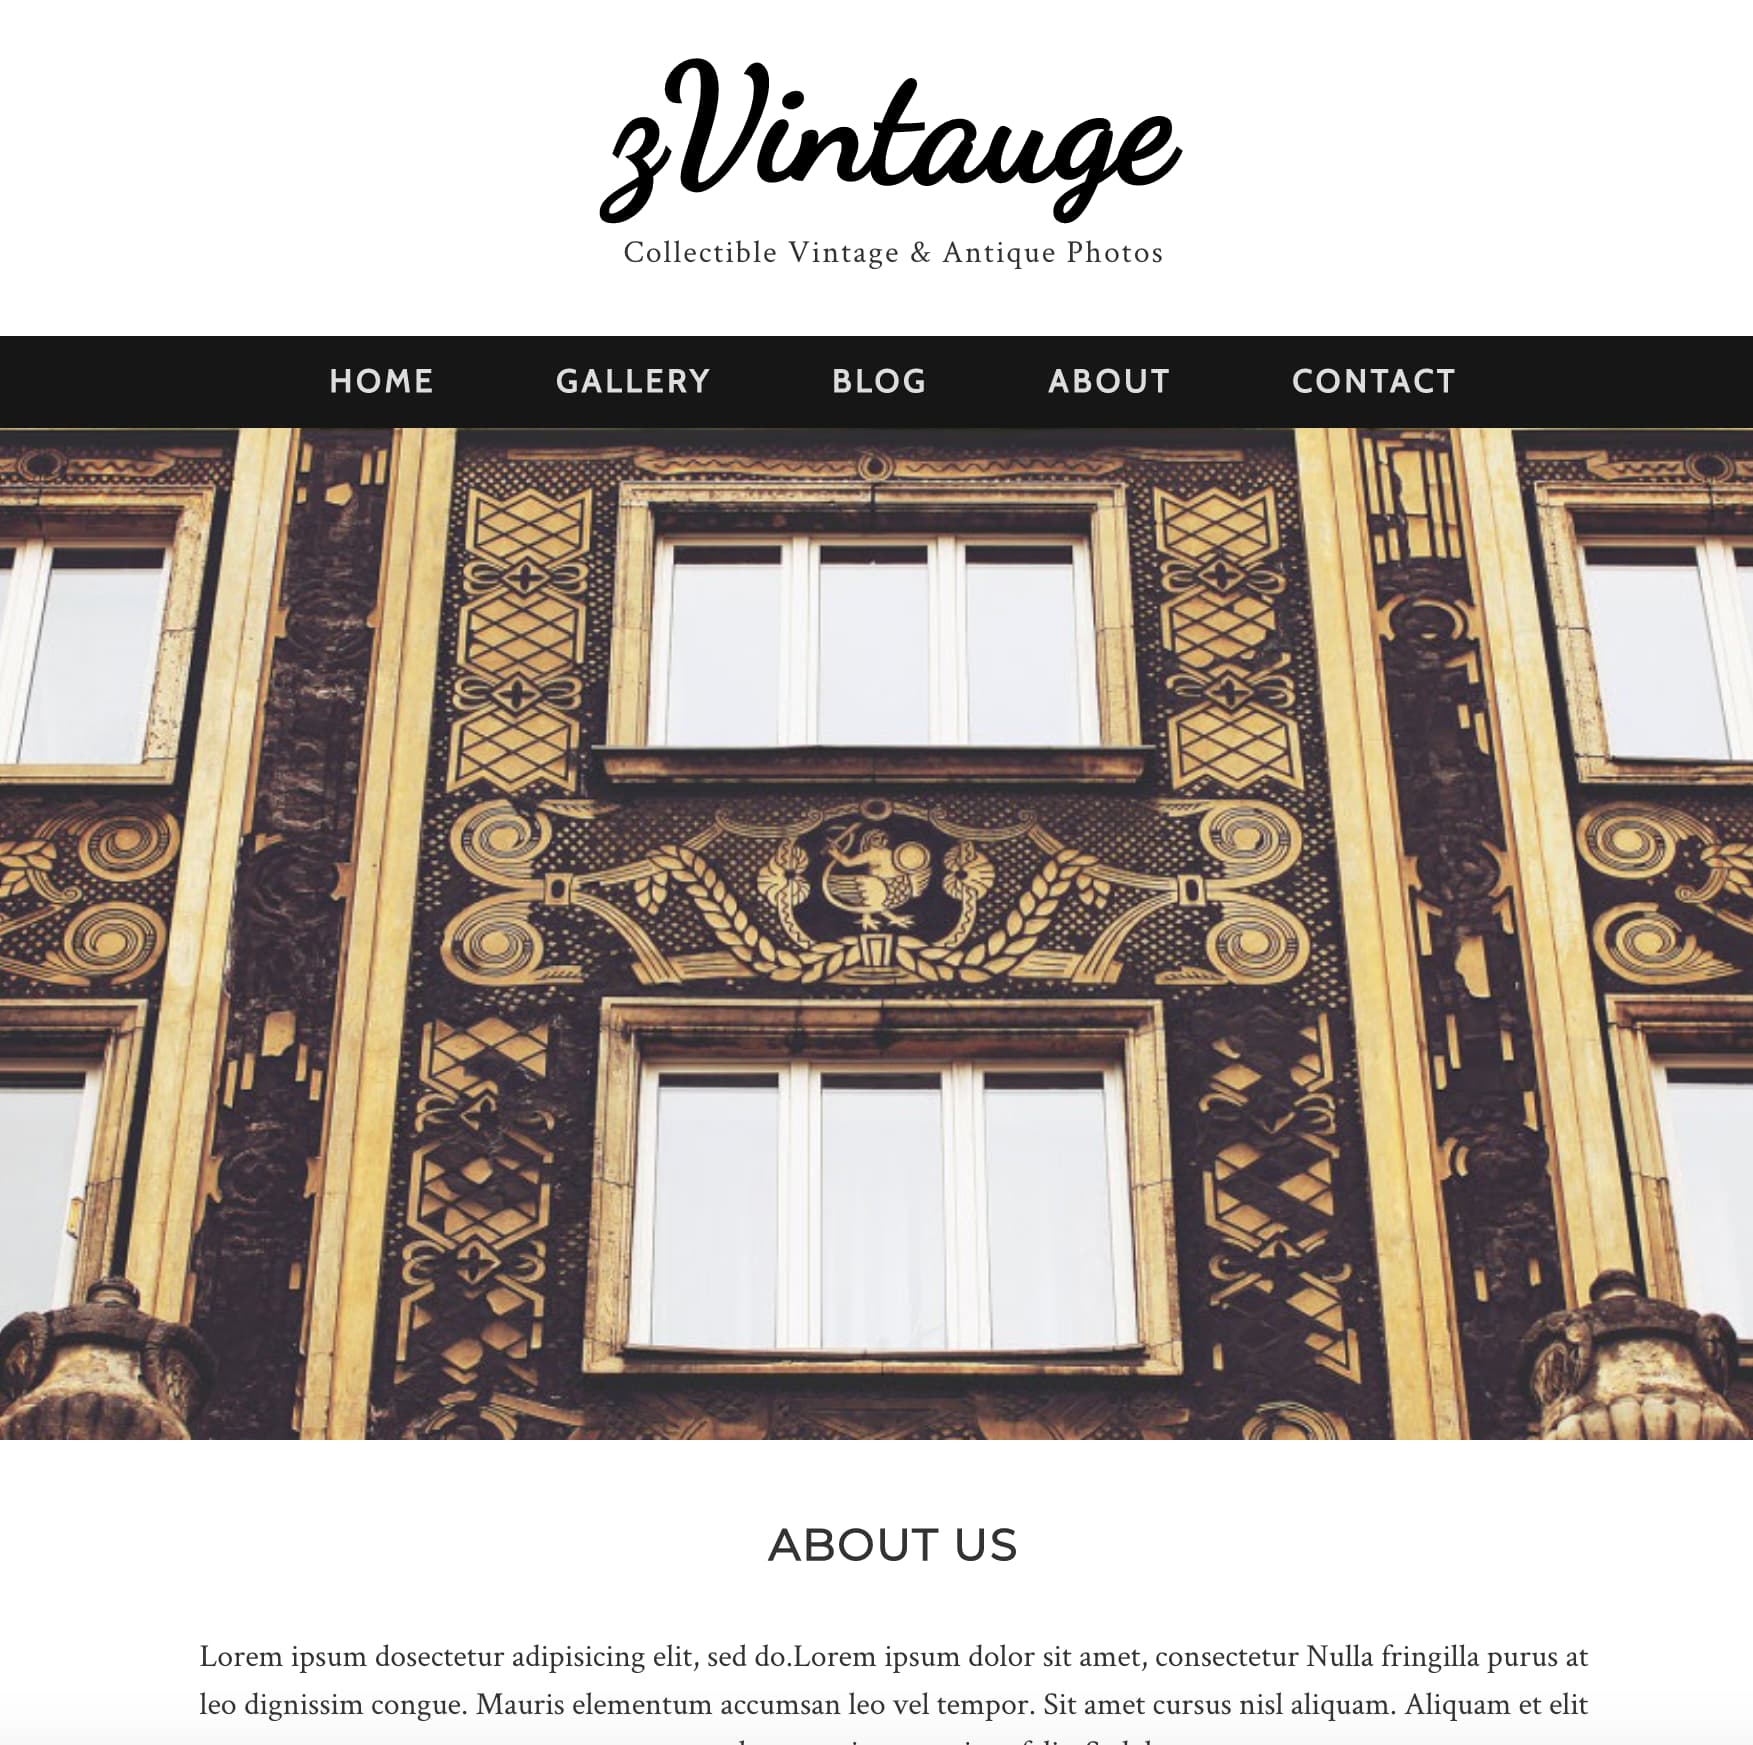 zVintauge
Collectible Vintage & Antique Photos
HOME GALLERY BLOG ABOUT CONTACT
ABOUT US
Lorem ipsum dosectetur adipisicing elit, sed do.Lorem ipsum dolor sit amet, consectetur Nulla fringilla purus at
leo dignissim congue. Mauris elementum accumsan leo vel tempor. Sit amet cursus nisl aliquam. Aliquam et elit